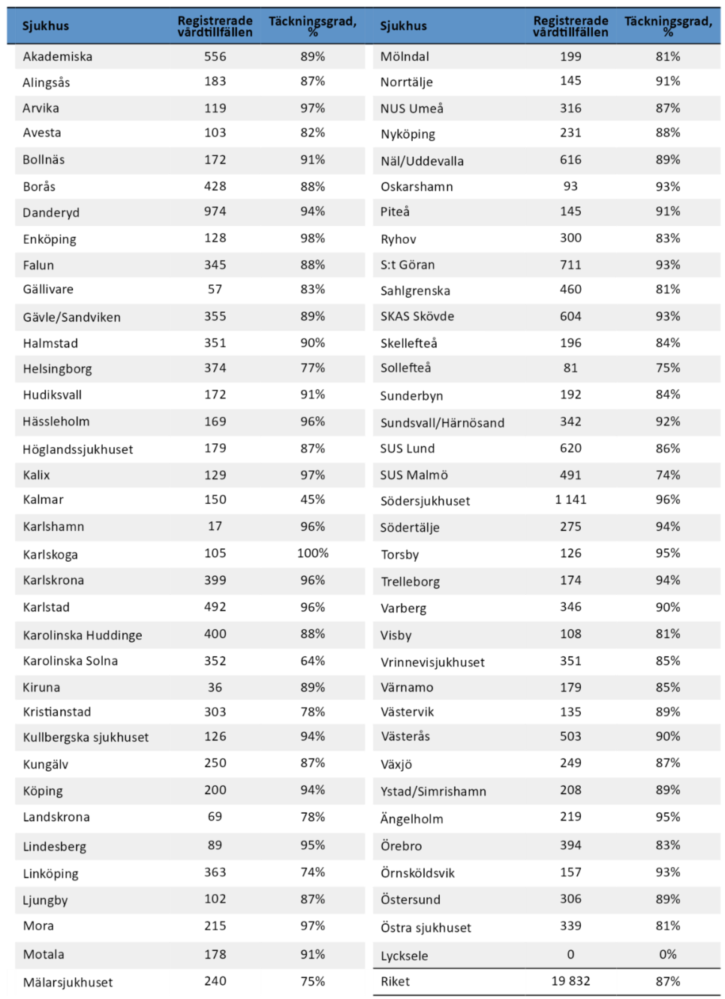 Sjukhus Registrerade vårdtillfällen Täckningsgrad, %
Akademiska 556 89%
Alingsås 183 87%
Arvika 119 97%
Avesta 103 82%
Bollnäs 172 91%
Borås 428 88%
Danderyd 974 94%
Enköping 128 98%
Falun 345 88%
Gällivare 57 83%
Gävle/Sandviken 355 89%
Halmstad 351 90%
Helsingborg 374 77%
Hudiksvall 172 91%
Hässleholm 169 96%
Höglandssjukhuset 179 87%
Kalix 129 97%
Kalmar 150 45%
Karlshamn 17 96%
Karlskoga 105 100%
Karlskrona 399 96%
Karlstad 492 96%
Karolinska Huddinge 400 88%
Karolinska Solna 352 64%
Kiruna 36 89%
Kristianstad 303 78%
Kullbergska sjukhuset 126 94%
Kungälv 250 87%
Köping 200 94%
Landskrona 69 78%
Lindesberg 89 95%
Linköping 363 74%
Ljungby 102 87%
Mora 215 97%
Motala 178 91%
Mälarsjukhuset 240 75%
Sjukhus Registrerade vårdtillfällen Täckningsgrad, %
Mölndal 199 81%
Norrtälje 145 91%
NUS Umeå 316 87%
Nyköping 231 88%
Näl/Uddevalla 616 89%
Oskarshamn 93 93%
Piteå 145 91%
Ryhov 300 83%
S:t Göran 711 93%
Sahlgrenska 460 81%
SKAS Skövde 604 93%
Skellefteå 196 84%
Sollefteå 81 75%
Sunderbyn 192 84%
Sundsvall/Härnösand 342 92%
SUS Lund 620 86%
SUS Malmö 491 74%
Södersjukhuset 1 141 96%
Södertälje 275 94%
Torsby 126 95%
Trelleborg 174 94%
Varberg 346 90%
Visby 108 81%
Vrinnevisjukhuset 351 85%
Värnamo 179 85%
Västervik 135 89%
Västerås 503 90%
Växjö 249 87%
Ystad/Simrishamn 208 89%
Ängelholm 219 95%
Örebro 394 83%
Örnsköldsvik 157 93%
Östersund 306 89%
Östra sjukhuset 339 81%
Lycksele 0 0%
Riket 19 832 87%